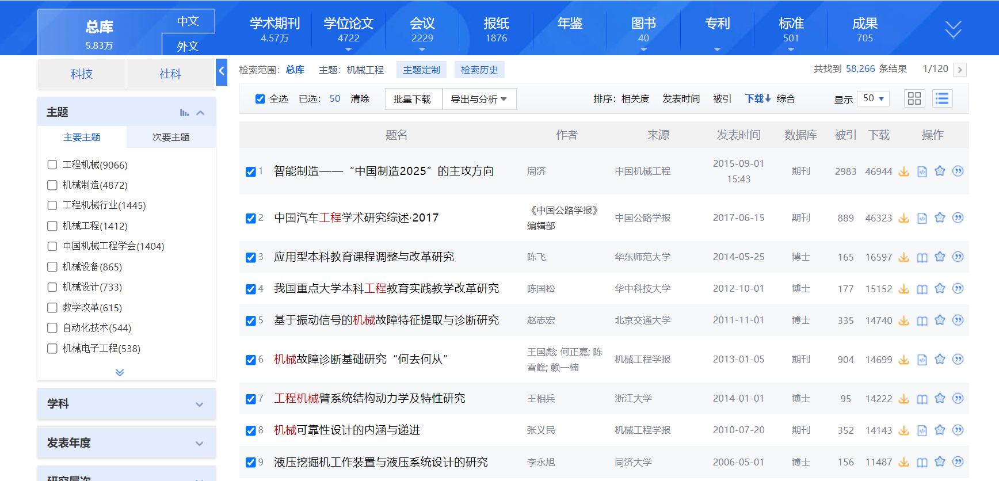 总库
5.83万
中文
外文
学术期刊
4.57万
学位论文
4722
会议
2229
报纸
1876
年鉴
图书
40
专利
标准
501
成果
705
科技
社科
检索范围：总库 主题：机械工程 主题定制 检索历史 共找到 58,266 条结果 1/120
全选 已选：50 清除 批量下载 导出与分析 排序：相关度 发表时间 被引 下载↓ 综合 显示 50
主题
主要主题 次要主题
工程机械(9066)
机械制造(4872)
工程机械行业(1445)
机械工程(1412)
中国机械工程学会(1404)
机械设备(865)
机械设计(733)
教学改革(615)
自动化技术(544)
机械电子工程(538)
学科
发表年度
研究层次
题名 作者 来源 发表时间 数据库 被引 下载 操作
1 智能制造——“中国制造2025”的主攻方向 周济 中国机械工程 2015-09-01 15:43 期刊 2983 46944
2 中国汽车工程学术研究综述·2017 《中国公路学报》编辑部 中国公路学报 2017-06-15 期刊 889 46323
3 应用型本科教育课程调整与改革研究 陈飞 华东师范大学 2014-05-25 博士 165 16597
4 我国重点大学本科工程教育实践教学改革研究 陈国松 华中科技大学 2012-10-01 博士 177 15152
5 基于振动信号的机械故障特征提取与诊断研究 赵志宏 北京交通大学 2011-11-01 博士 335 14740
6 机械故障诊断基础研究“何去何从” 王国彪; 何正嘉; 陈雪峰; 赖一楠 机械工程学报 2013-01-05 期刊 904 14699
7 工程机械臂系统结构动力学及特性研究 王相兵 浙江大学 2014-01-01 博士 95 14222
8 机械可靠性设计的内涵与递进 张义民 机械工程学报 2010-07-20 期刊 352 14143
9 液压挖掘机工作装置与液压系统设计的研究 李永旭 同济大学 2006-05-01 博士 156 11487